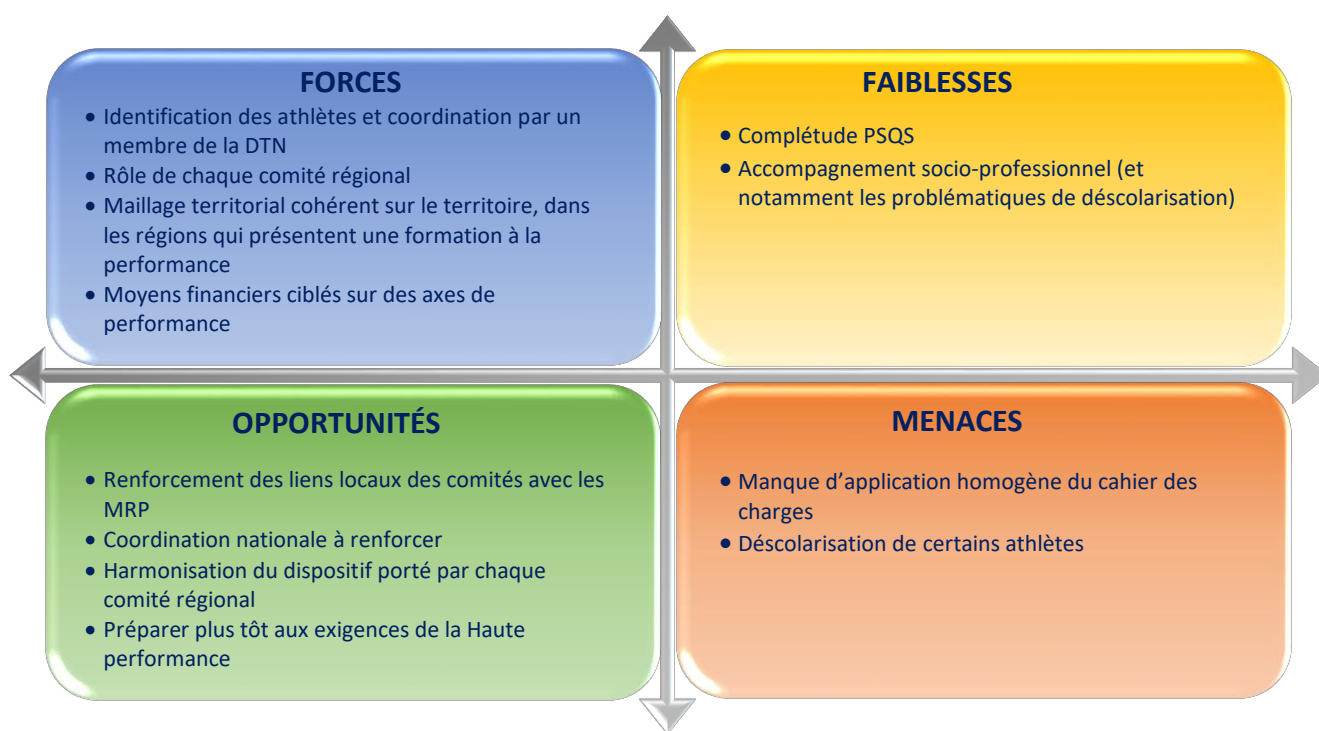 FORCES
• Identification des athlètes et coordination par un
membre de la DTN
• Rôle de chaque comité régional
• Maillage territorial cohérent sur le territoire, dans
les régions qui présentent une formation à la
performance
• Moyens financiers ciblés sur des axes de
performance
FAIBLESSES
• Complétude PSQS
• Accompagnement socio-professionnel (et
notamment les problématiques de déscolarisation)
OPPORTUNITÉS
• Renforcement des liens locaux des comités avec les
MRP
• Coordination nationale à renforcer
• Harmonisation du dispositif porté par chaque
comité régional
• Préparer plus tôt aux exigences de la Haute
performance
MENACES
• Manque d’application homogène du cahier des
charges
• Déscolarisation de certains athlètes